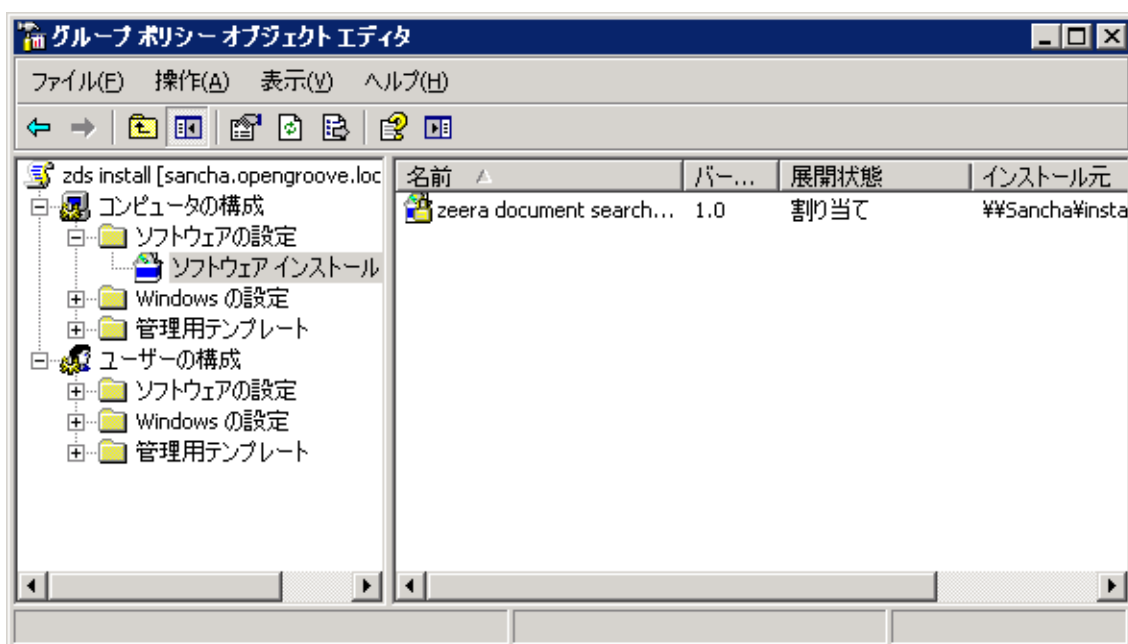 グループ ポリシー オブジェクト エディタ
ファイル(F) 操作(A) 表示(V) ヘルプ(H)
zds install [sancha.opengroove.loc
コンピュータの構成
ソフトウェアの設定
ソフトウェア インストール
Windows の設定
管理用テンプレート
ユーザーの構成
ソフトウェアの設定
Windows の設定
管理用テンプレート
名前 バー... 展開状態 インストール元
zeera document search... 1.0 割り当て ¥¥Sancha¥insta